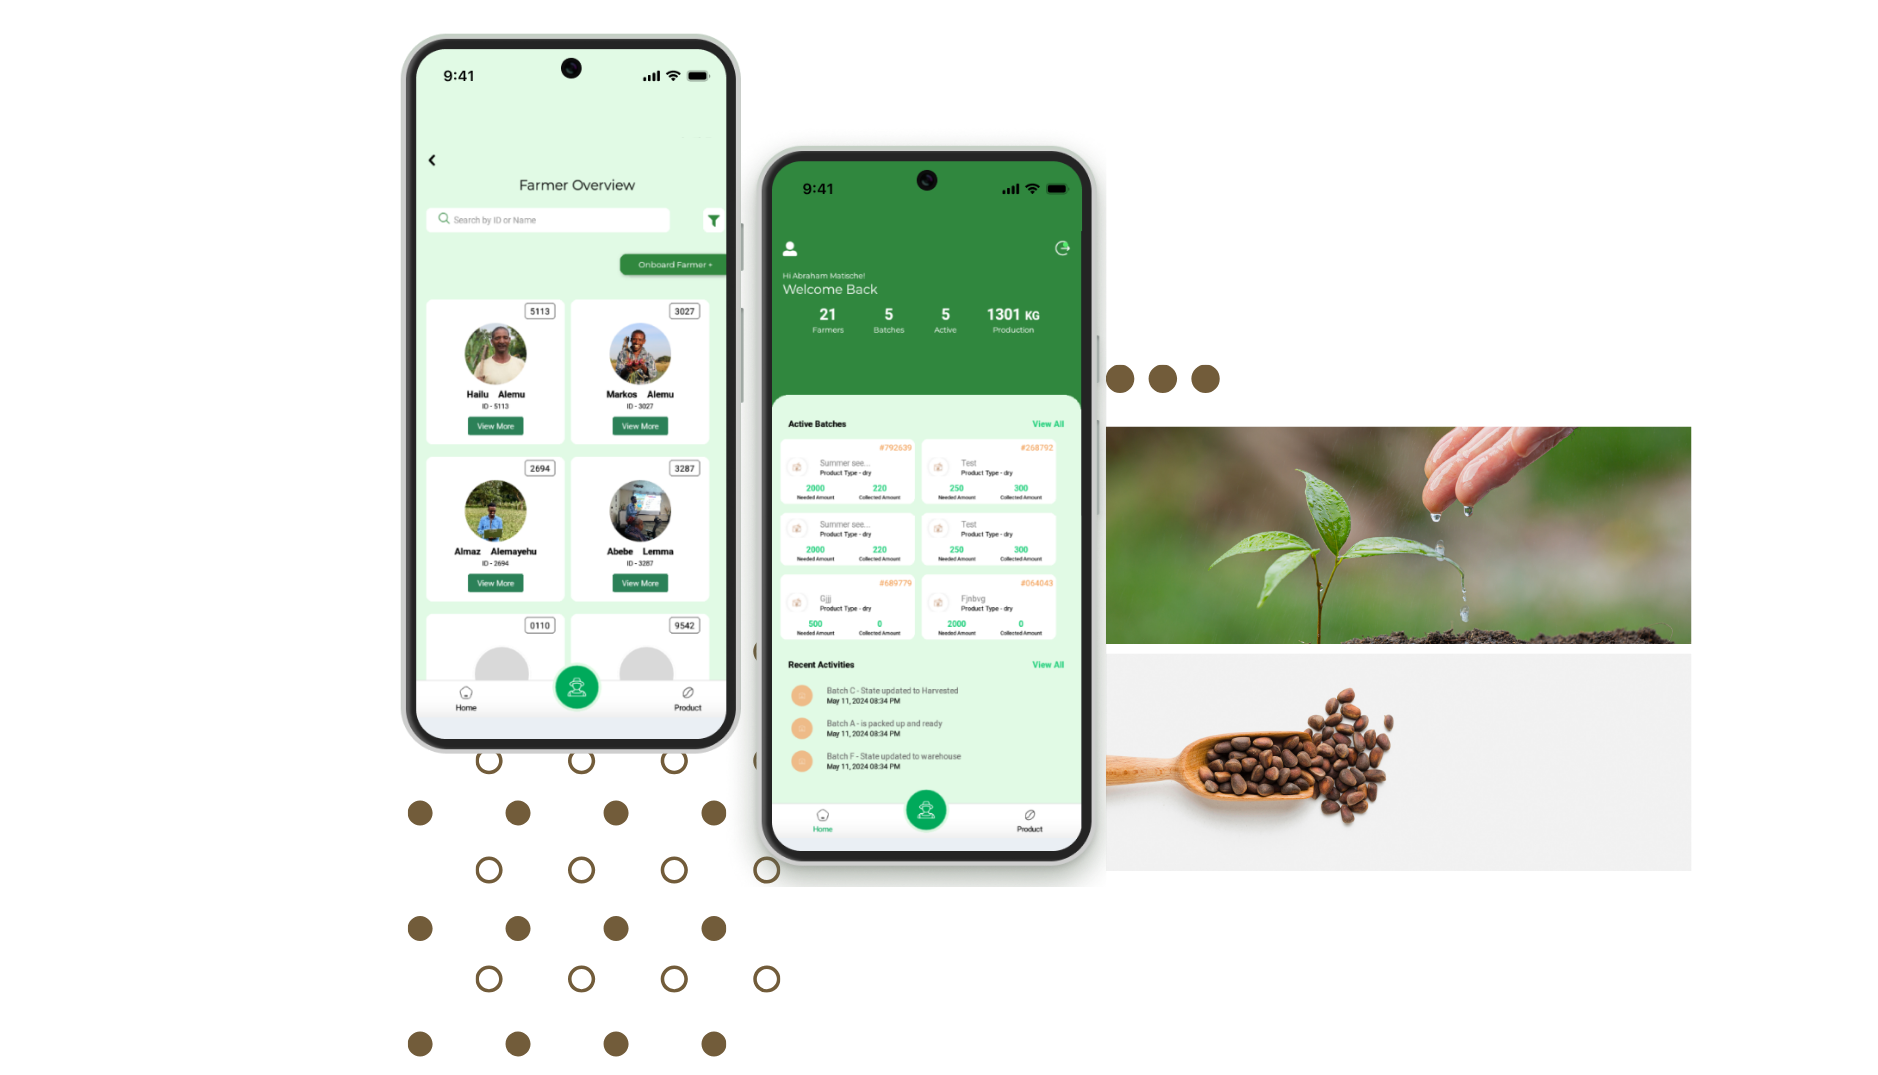 9:41
Farmer Overview
Search by ID or Name
Onboard Farmer +
5113
3027
Hailu Alemu
ID - 5113
View More
Markos Alemu
ID - 3027
View More
2694
3287
Almaz Alemayehu
ID - 2694
View More
Abebe Lemma
ID - 3287
View More
0110
9542
Home
Product
9:41
Hi Abraham Matische!
Welcome Back
21
Farmers
5
Batches
5
Active
1301 KG
Production
Active Batches
View All
#792639
Summer see...
Product Type - dry
2000
220
Needed Amount
Collected Amount
#268792
Test
Product Type - dry
250
300
Needed Amount
Collected Amount
Summer see...
Product Type - dry
2000
220
Needed Amount
Collected Amount
Test
Product Type - dry
250
300
Needed Amount
Collected Amount
#689779
Gjjj
Product Type - dry
500
0
Needed Amount
Collected Amount
#064043
Fjnbvg
Product Type - dry
2000
0
Needed Amount
Collected Amount
Recent Activities
View All
Batch C - State updated to Harvested
May 11, 2024 08:34 PM
Batch A - is packed up and ready
May 11, 2024 08:34 PM
Batch F - State updated to warehouse
May 11, 2024 08:34 PM
Home
Product